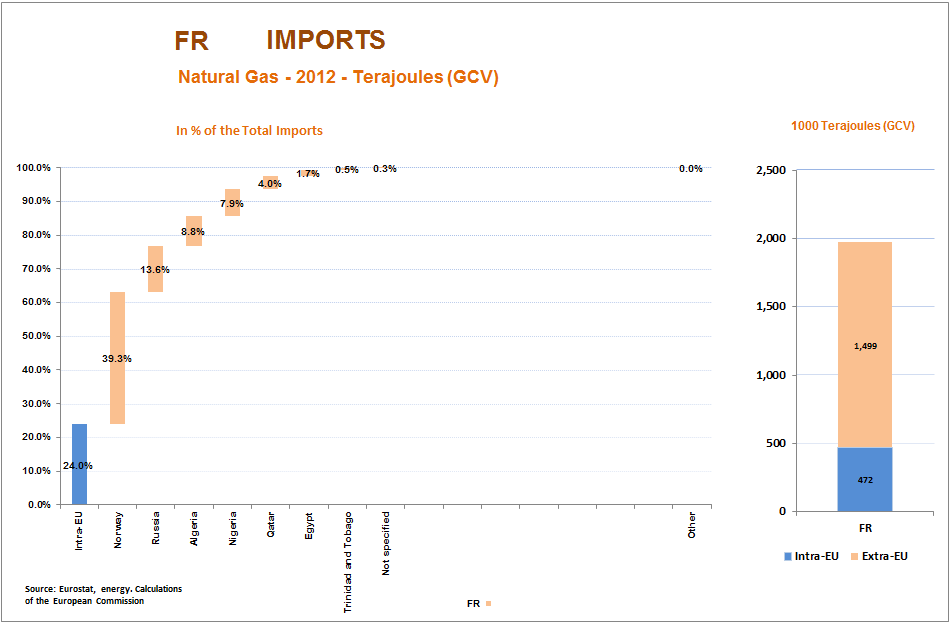 FR IMPORTS
Natural Gas - 2012 - Terajoules (GCV)
In % of the Total Imports
1000 Terajoules (GCV)
100.0%
90.0%
80.0%
70.0%
60.0%
50.0%
40.0%
30.0%
20.0%
10.0%
0.0%
24.0%
39.3%
13.6%
8.8%
7.9%
4.0%
1.7%
0.5%
0.3%
0.0%
Intra-EU
Norway
Russia
Algeria
Nigeria
Qatar
Egypt
Trinidad and Tobago
Not specified
Other
FR
2,500
2,000
1,500
1,000
500
0
1,499
472
FR
Intra-EU Extra-EU
Source: Eurostat, energy. Calculations
of the European Commission